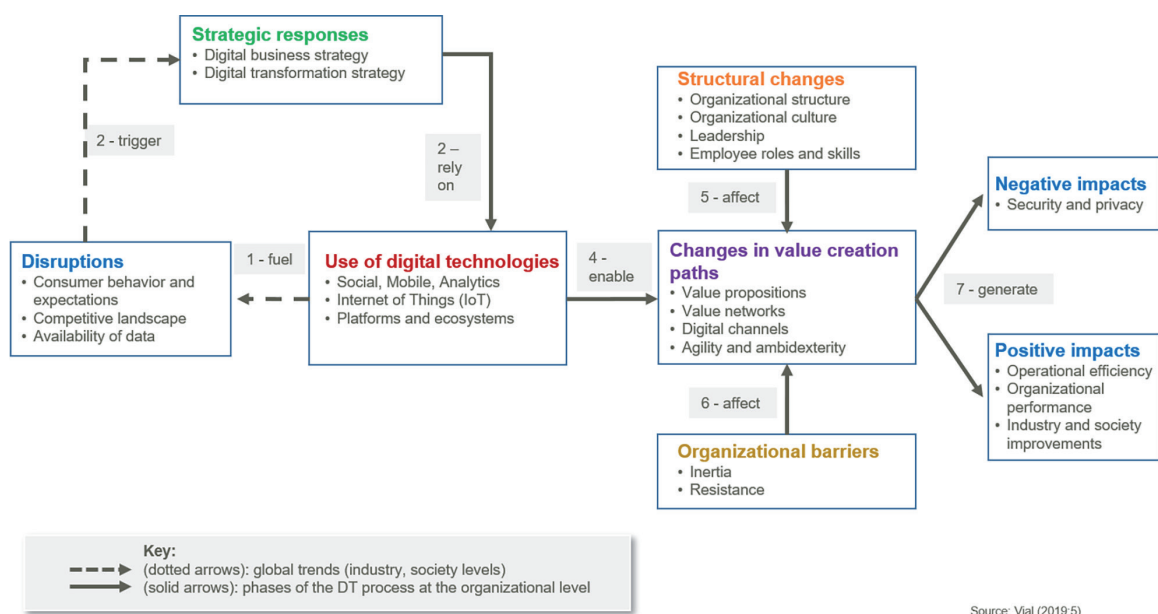 Strategic responses
• Digital business strategy
• Digital transformation strategy
2 - trigger
2 –
rely
on
Structural changes
• Organizational structure
• Organizational culture
• Leadership
• Employee roles and skills
5 - affect
Disruptions
• Consumer behavior and
expectations
• Competitive landscape
• Availability of data
1 - fuel
Use of digital technologies
• Social, Mobile, Analytics
• Internet of Things (IoT)
• Platforms and ecosystems
4 -
enable
Changes in value creation
paths
• Value propositions
• Value networks
• Digital channels
• Agility and ambidexterity
6 - affect
Organizational barriers
• Inertia
• Resistance
7 - generate
Negative impacts
• Security and privacy
Positive impacts
• Operational efficiency
• Organizational
performance
• Industry and society
improvements
Key:
(dotted arrows): global trends (industry, society levels)
(solid arrows): phases of the DT process at the organizational level
Source: Vial (2019:5)